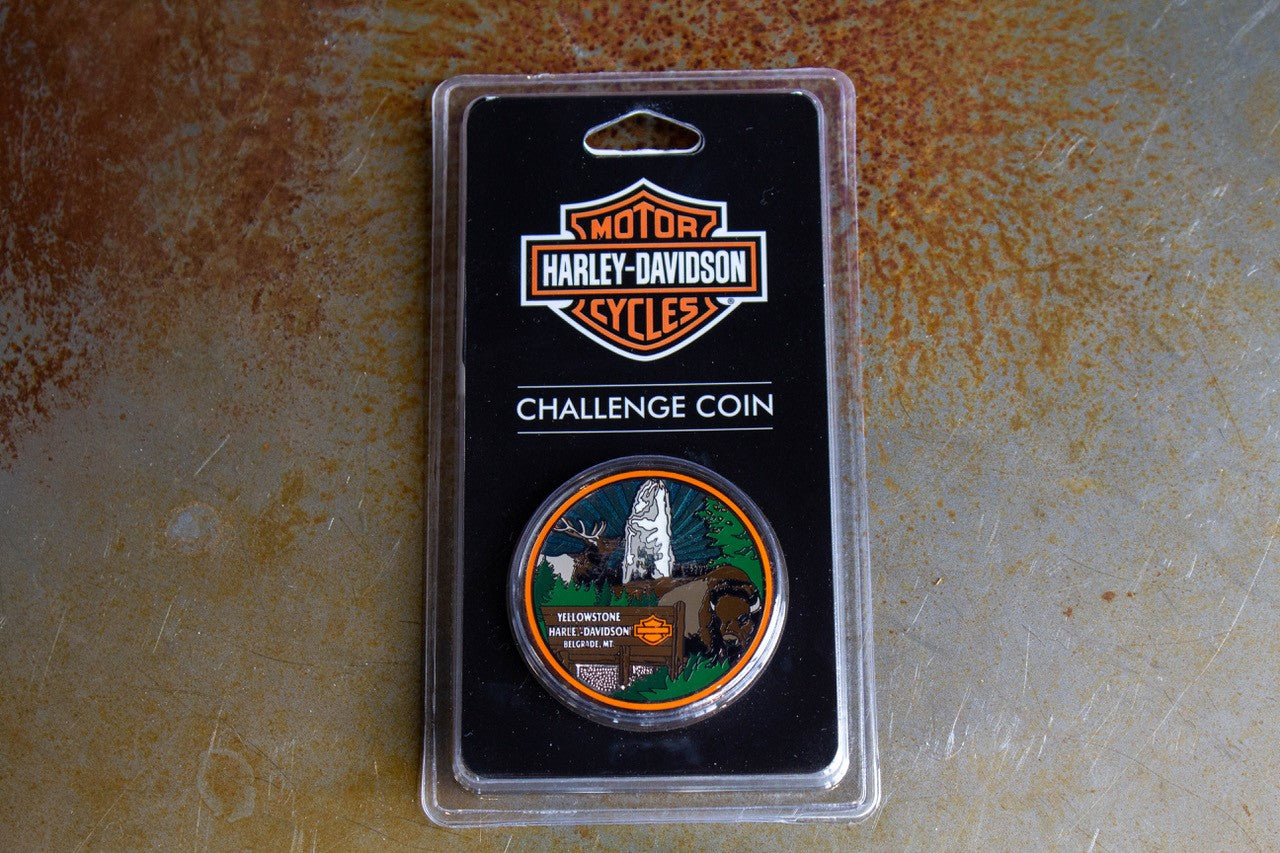 MOTOR
HARLEY-DAVIDSON
CYCLES
®
CHALLENGE COIN
YELLOWSTONE
HARLEY-DAVIDSON
BELGRADE, MT.